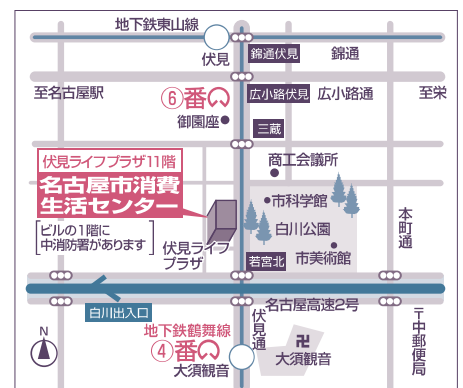 地下鉄東山線
伏見
錦通伏見
錦通
至名古屋駅
⑥番
広小路伏見
広小路通
至栄
御園座
三蔵
伏見ライフプラザ11階
名古屋市消費
生活センター
商工会議所
市科学館
白川公園
本町通
ビルの1階に
中消防署があります
伏見ライフ
プラザ
若宮北
市美術館
白川出入口
名古屋高速2号
伏見通
〒中郵便局
N
地下鉄鶴舞線
④番
大須観音
卍
大須観音